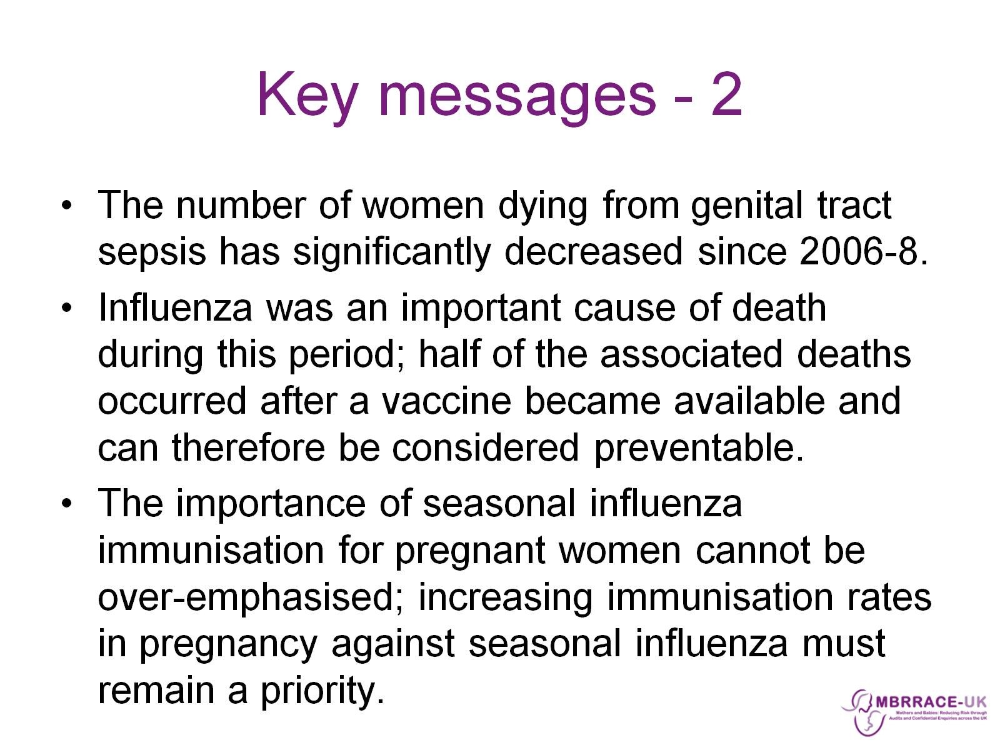 Key messages - 2
• The number of women dying from genital tract
sepsis has significantly decreased since 2006-8.
• Influenza was an important cause of death
during this period; half of the associated deaths
occurred after a vaccine became available and
can therefore be considered preventable.
• The importance of seasonal influenza
immunisation for pregnant women cannot be
over-emphasised; increasing immunisation rates
in pregnancy against seasonal influenza must
remain a priority.
MBRRACE-UK
Mothers and Babies: Reducing Risk through
Audits and Confidential Enquiries across the UK